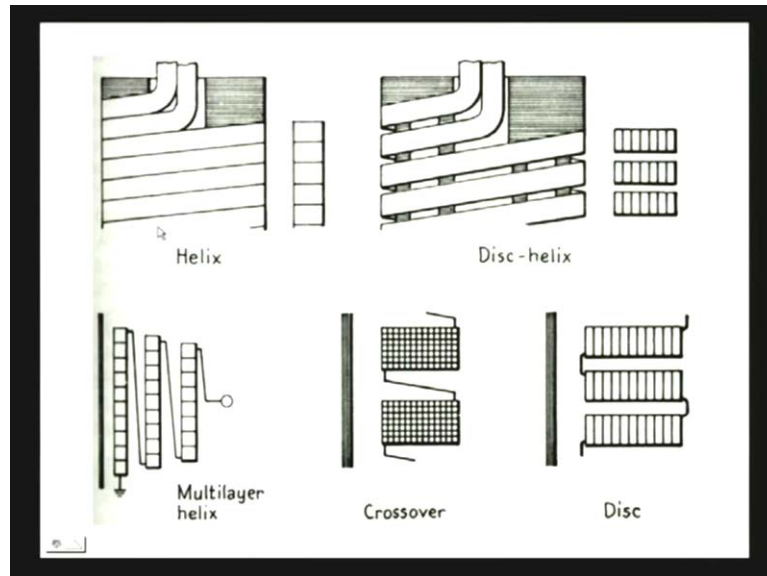 Helix
Disc-helix
Multilayer
helix
Crossover
Disc